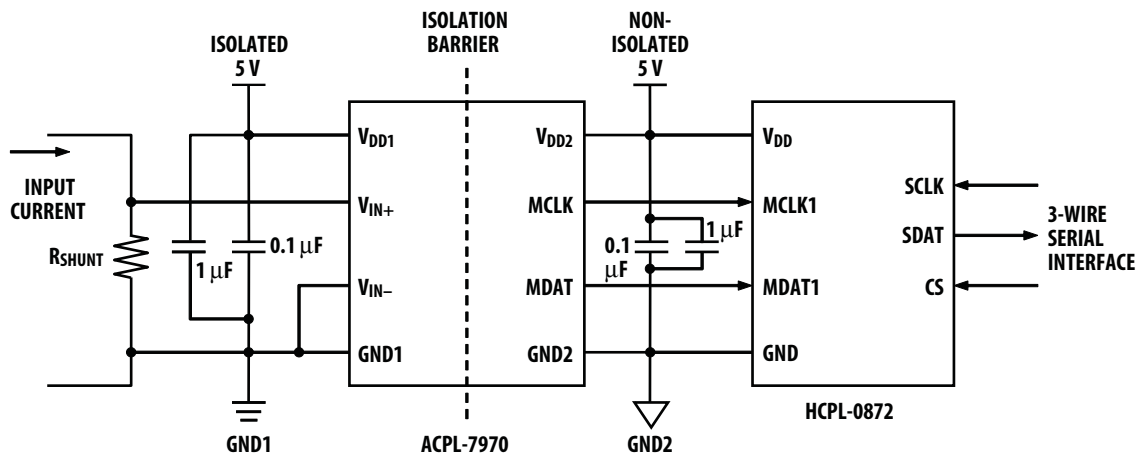 ISOLATED
5 V
ISOLATION
BARRIER
NON-
ISOLATED
5 V
INPUT
CURRENT
RSHUNT
1 μF
0.1 μF
VDD1
VIN+
VIN–
GND1
VDD2
MCLK
MDAT
GND2
0.1
μF
1 μF
VDD
MCLK1
MDAT1
GND
SCLK
SDAT
CS
3-WIRE
SERIAL
INTERFACE
GND1
ACPL-7970
GND2
HCPL-0872